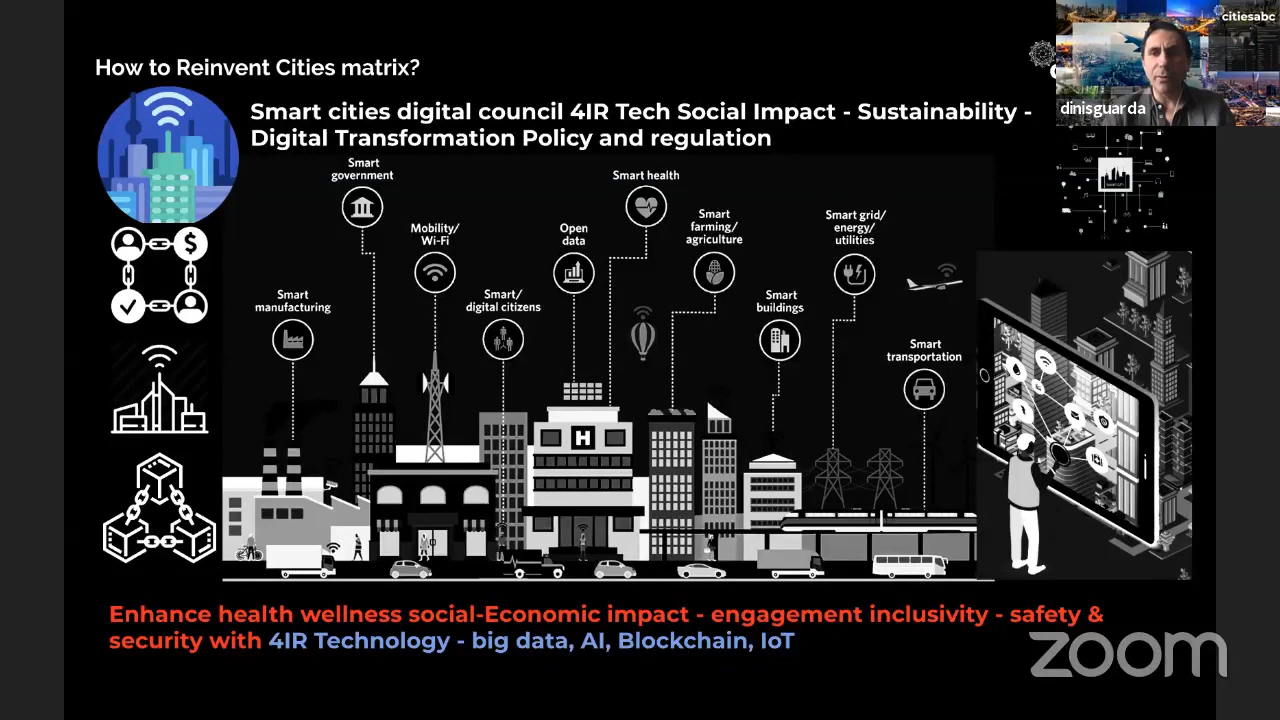 citiesabc
How to Reinvent Cities matrix?
dinisguarda
Smart cities digital council 4IR Tech Social Impact - Sustainability -
Digital Transformation Policy and regulation
Smart
government
Smart health
Mobility/
Wi-Fi
Open
data
Smart
farming/
agriculture
Smart grid/
energy/
utilities
Smart
manufacturing
Smart/
digital citizens
Smart
buildings
Smart
transportation
$
H
Enhance health wellness social-Economic impact - engagement inclusivity - safety &
security with 4IR Technology - big data, AI, Blockchain, IoT
zoom